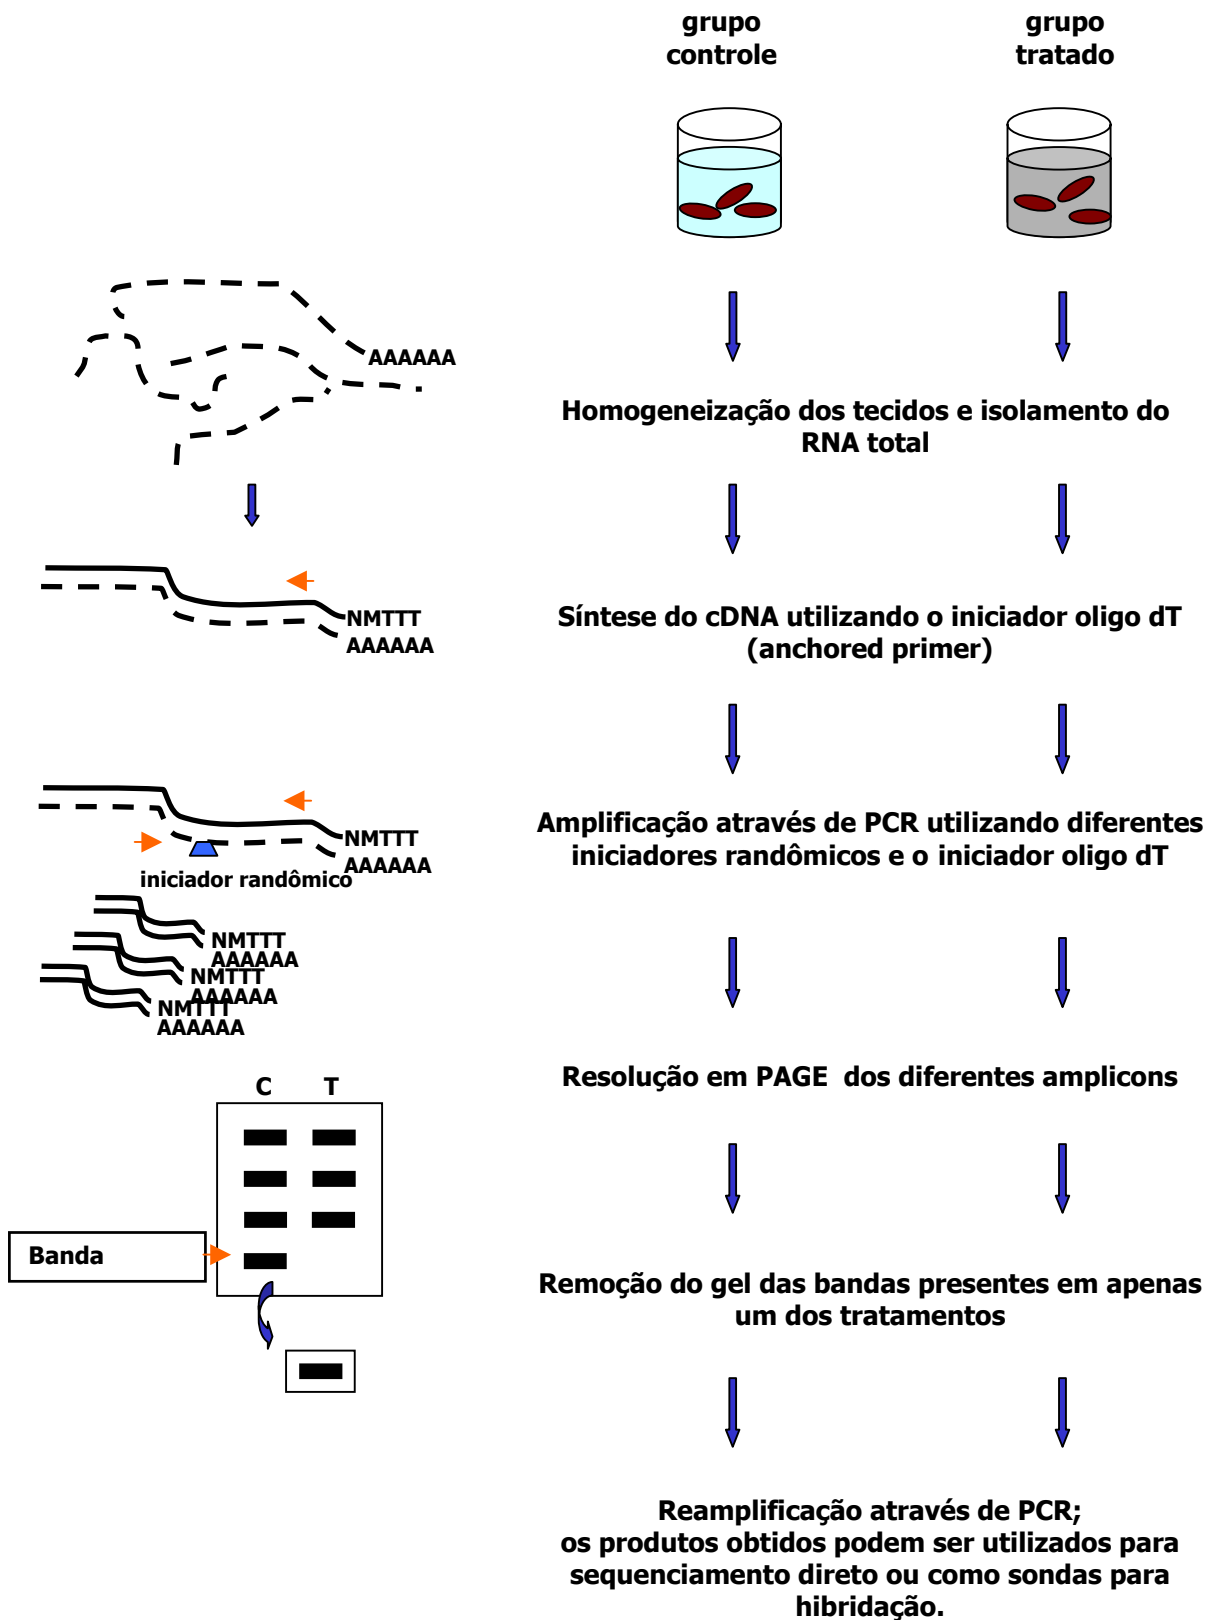 grupo
controle
grupo
tratado
AAAAAA
Homogeneização dos tecidos e isolamento do
RNA total
NMTTT
AAAAAA
Síntese do cDNA utilizando o iniciador oligo dT
(anchored primer)
NMTTT
AAAAAA
iniciador randômico
Amplificação através de PCR utilizando diferentes
iniciadores randômicos e o iniciador oligo dT
NMTTT
AAAAAA
NMTTT
AAAAAA
NMTTT
AAAAAA
Resolução em PAGE dos diferentes amplicons
C T
Banda
Remoção do gel das bandas presentes em apenas
um dos tratamentos
Reamplificação através de PCR;
os produtos obtidos podem ser utilizados para
sequenciamento direto ou como sondas para
hibridação.